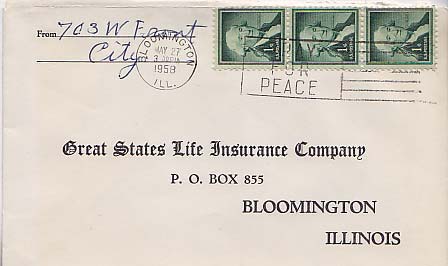 From 703 W Front
City
BLOOMINGTON
MAY 27
1958
ILL.
PRAY
FOR
PEACE
Great States Life Insurance Company
P. O. BOX 855
BLOOMINGTON
ILLINOIS